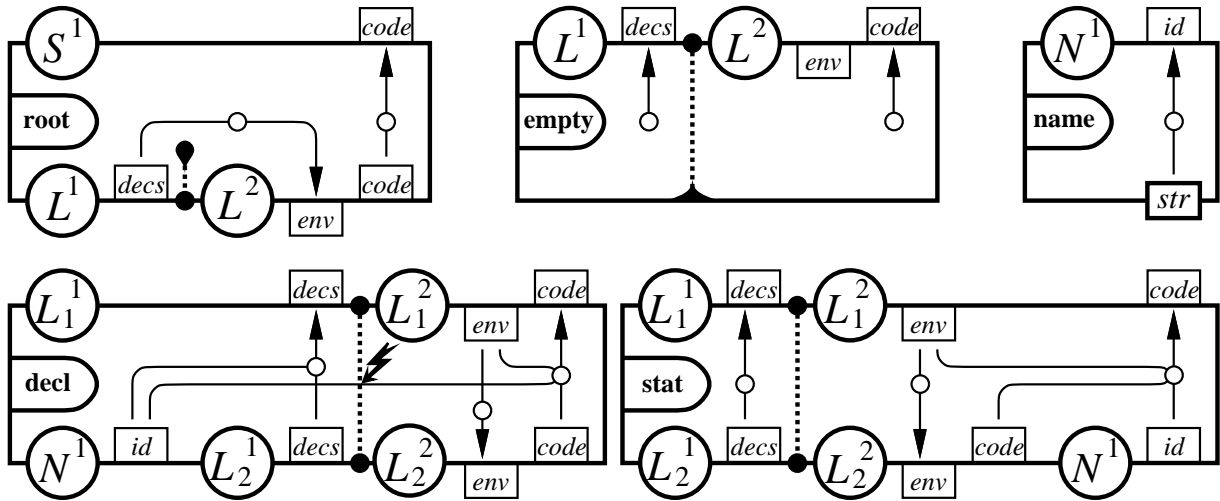 S¹ code
root
L¹ decs L² env code
L¹ decs L² env code
empty
N¹ id
name
str
L₁¹ decs L₁² env code
decl
N¹ id L₂¹ decs L₂² env code
L₁¹ decs L₁² env code
stat
L₂¹ decs L₂² env code N¹ id